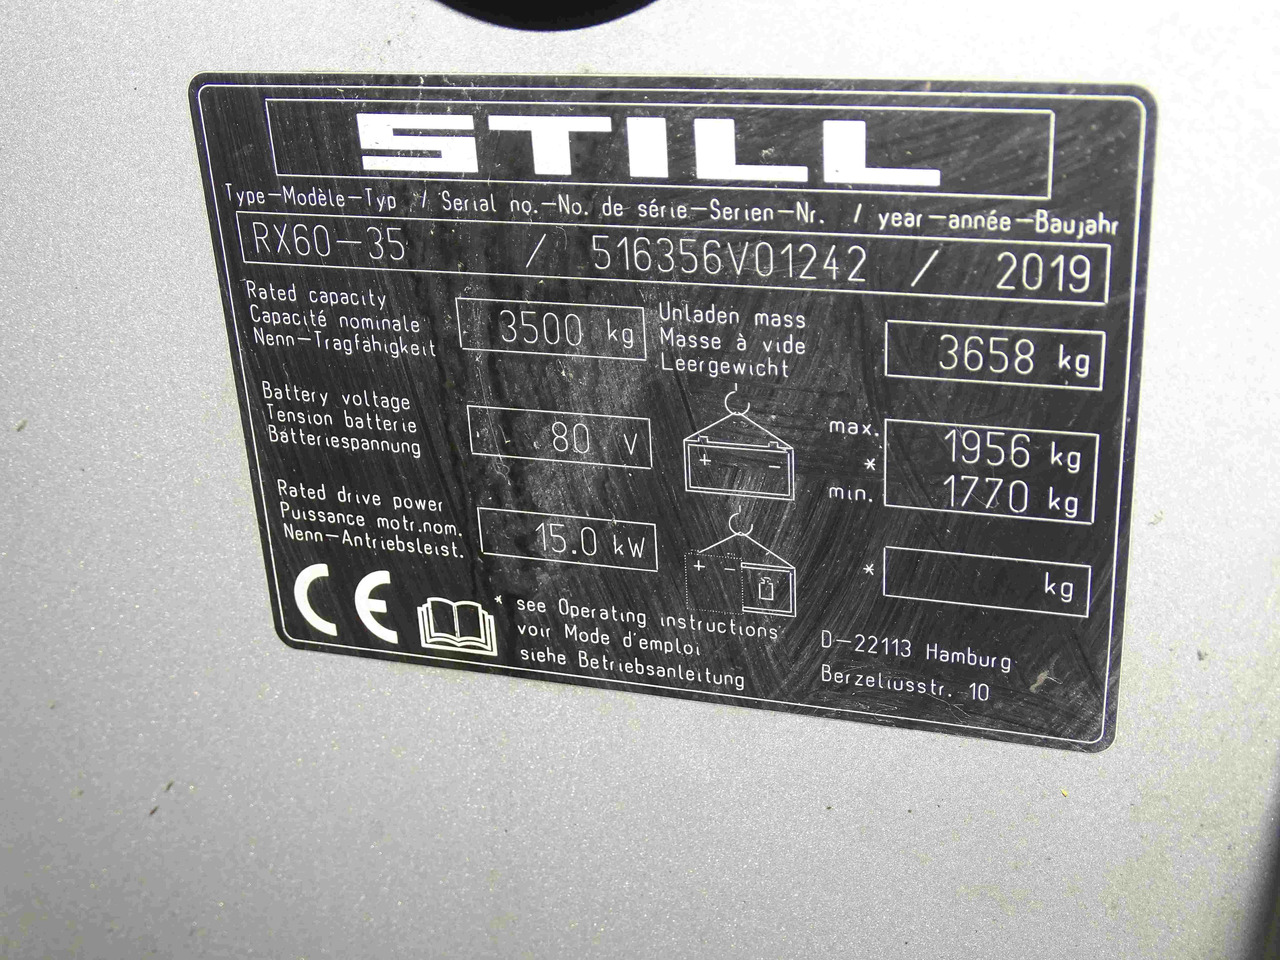 STILL
Type-Modèle-Typ / Serial no.-No. de série-Serien-Nr. / year-année-Baujahr
RX60-35 / 516356V01242 / 2019
Rated capacity
Capacité nominale
Nenn-Tragfähigkeit
3500 kg
Unladen mass
Masse à vide
Leergewicht
3658 kg
Battery voltage
Tension batterie
Batteriespannung
80 V
+ -
max.
*
min.
1956 kg
1770 kg
Rated drive power
Puissance motr.nom.
Nenn-Antriebsleist.
15.0 kW
+ -
*
kg
CE
* see Operating instructions
voir Mode d'emploi
siehe Betriebsanleitung
D-22113 Hamburg
Berzeliusstr. 10